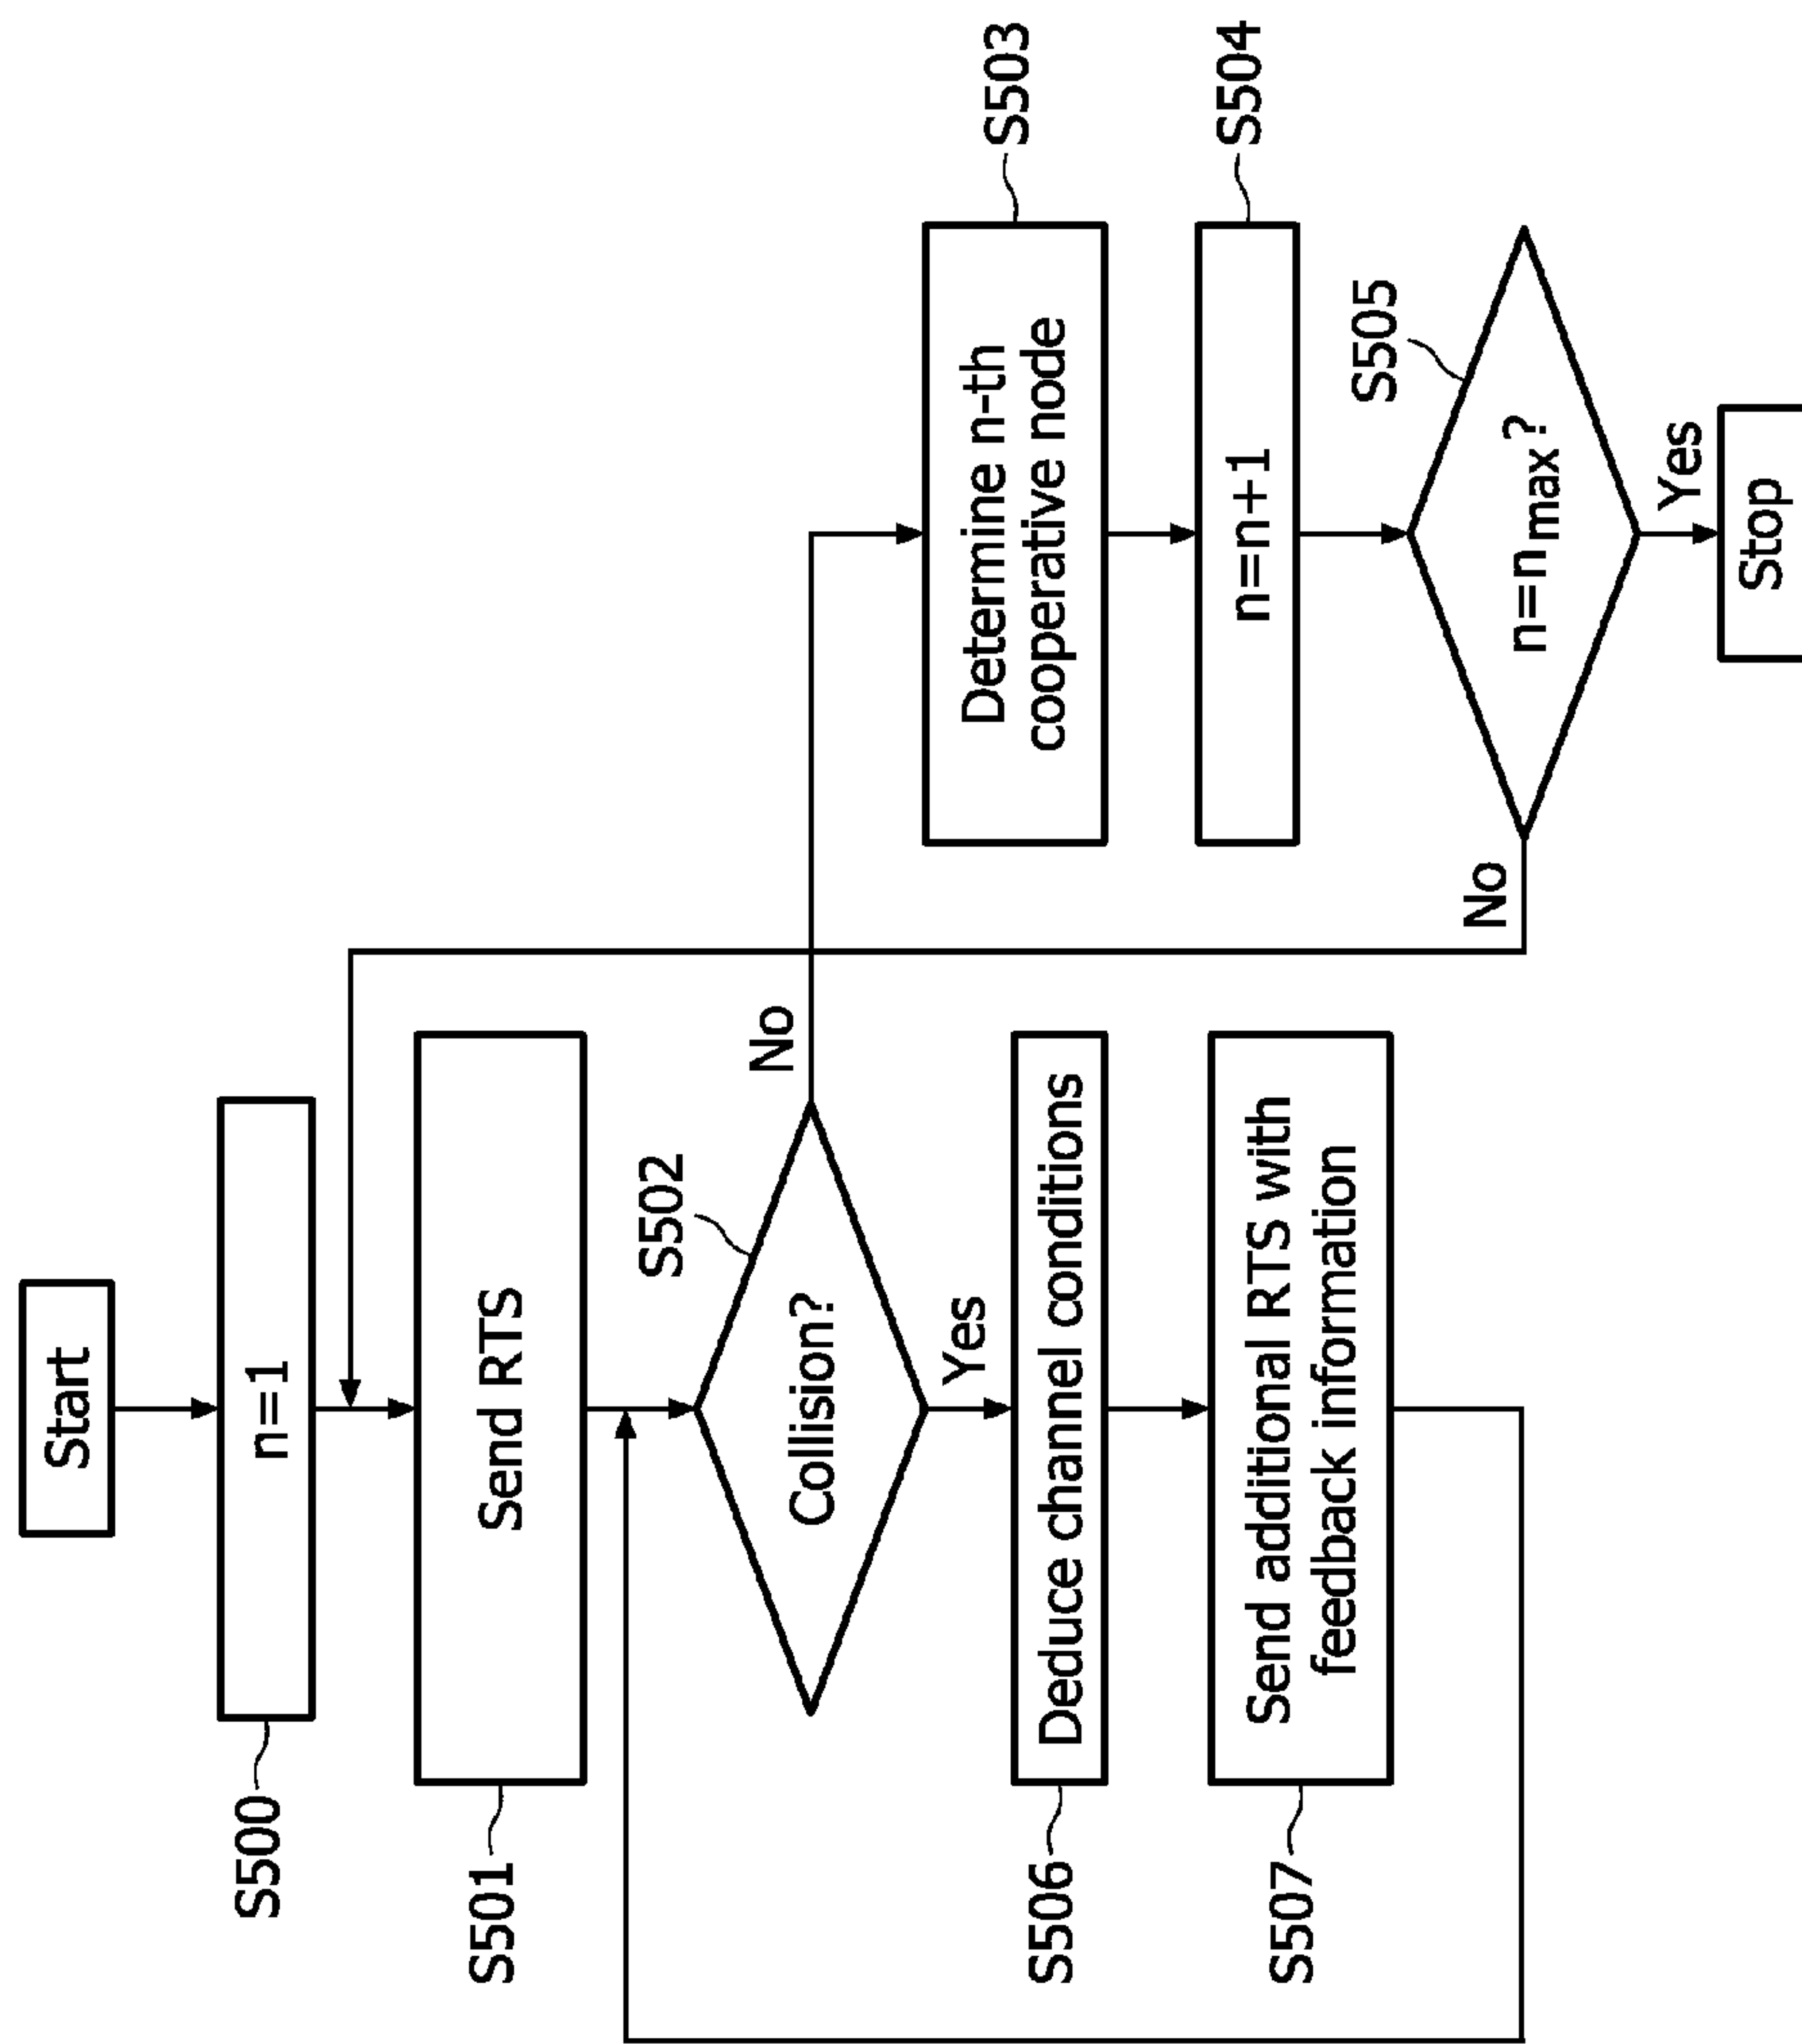 Start
S500
n=1
S501
Send RTS
S502
Collision?
No
Yes
S506
Deduce channel conditions
S507
Send additional RTS with
feedback information
S503
Determine n-th
cooperative node
S504
n=n+1
S505
n=nmax?
No
Yes
Stop